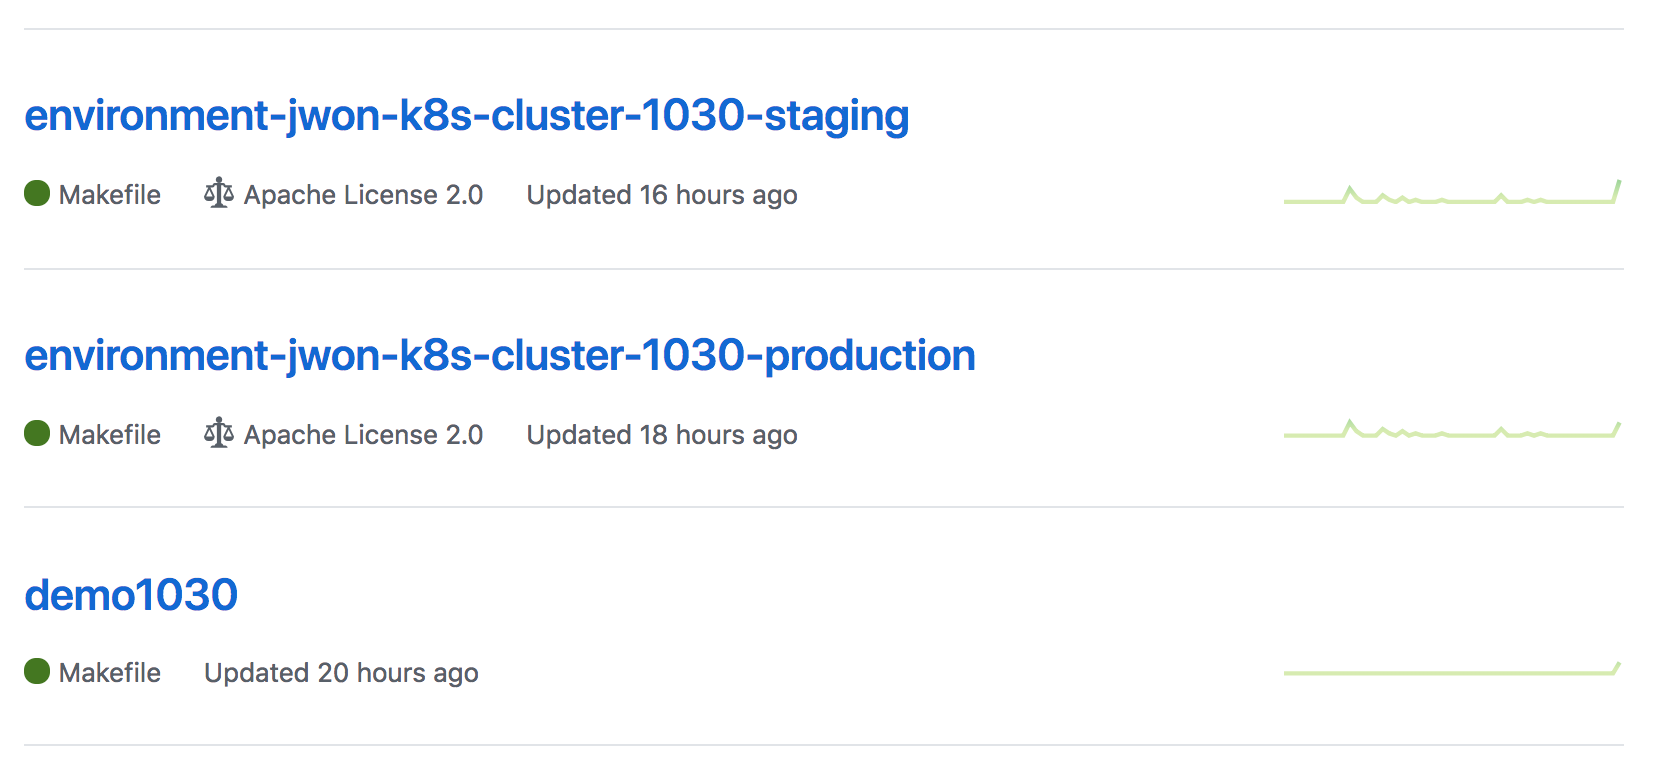 environment-jwon-k8s-cluster-1030-staging
Makefile Apache License 2.0 Updated 16 hours ago
environment-jwon-k8s-cluster-1030-production
Makefile Apache License 2.0 Updated 18 hours ago
demo1030
Makefile Updated 20 hours ago